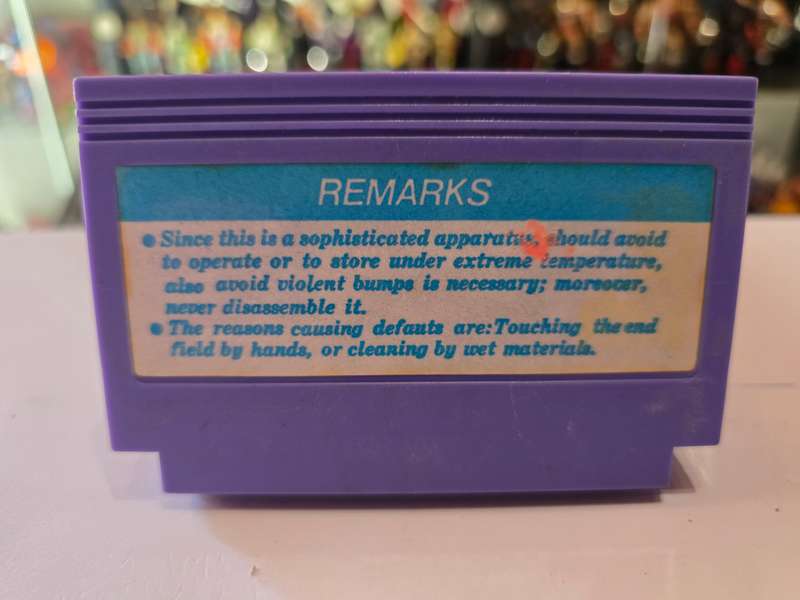 REMARKS
● Since this is a sophisticated apparatus, should avoid
to operate or to store under extreme temperature,
also avoid violent bumps is necessary; moreover,
never disassemble it.
● The reasons causing defauts are:Touching the end
field by hands, or cleaning by wet materials.